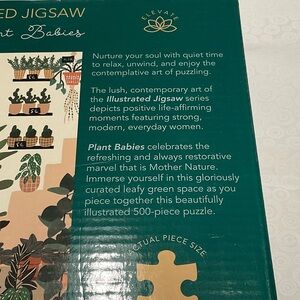 ED JIGSAW
nt Babies
ELEVATE
Nurture your soul with quiet time
to relax, unwind, and enjoy the
contemplative art of puzzling.
The lush, contemporary art of
the Illustrated Jigsaw series
depicts positive life-affirming
moments featuring strong,
modern, everyday women.
Plant Babies celebrates the
refreshing and always restorative
marvel that is Mother Nature.
Immerse yourself in this gloriously
curated leafy green space as you
piece together this beautifully
illustrated 500-piece puzzle.
CTUAL PIECE SIZE